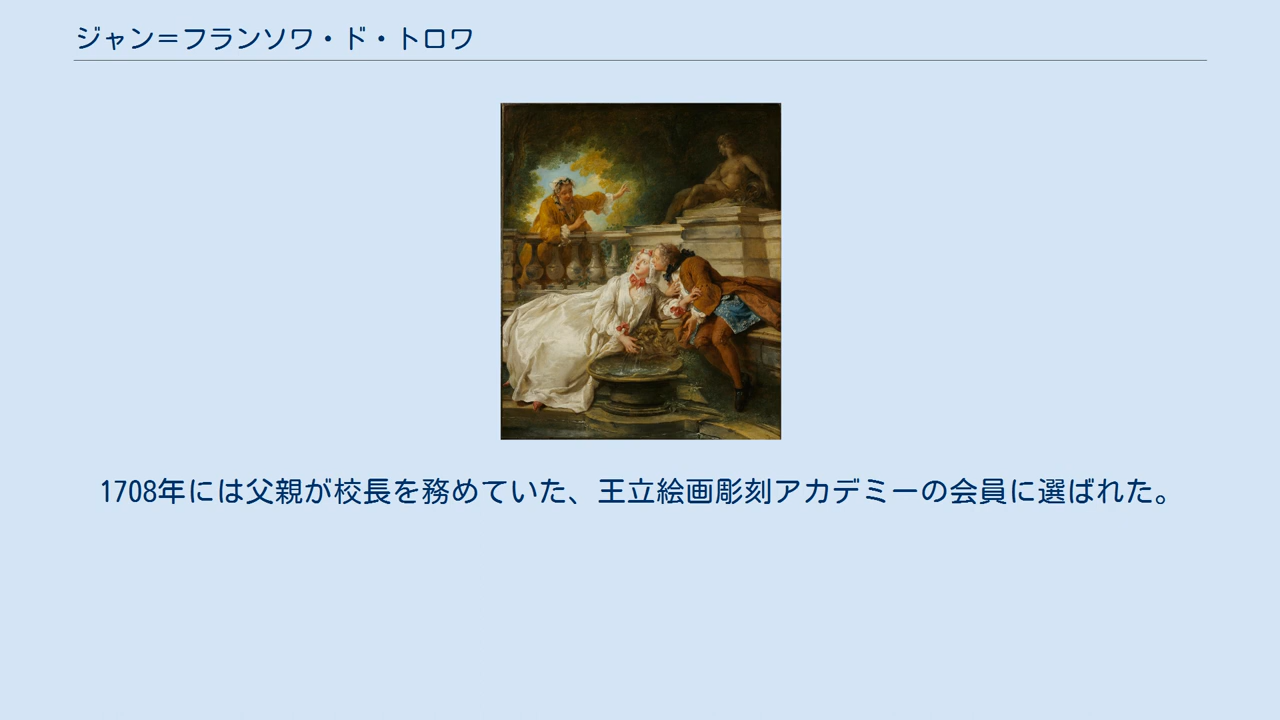 ジャン＝フランソワ・ド・トロワ
1708年には父親が校長を務めていた、王立絵画彫刻アカデミーの会員に選ばれた。